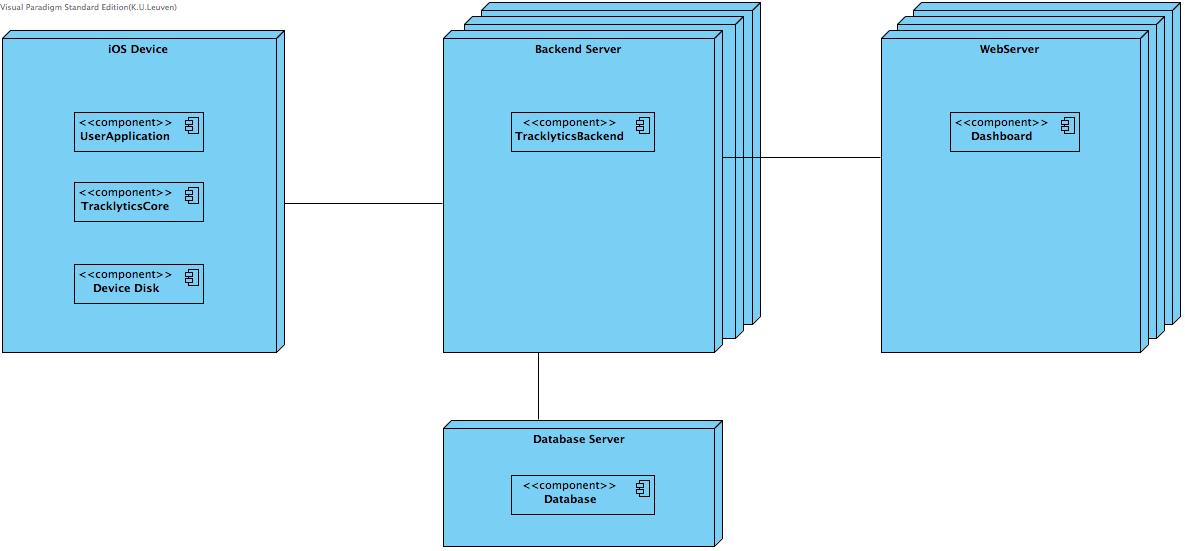 Visual Paradigm Standard Edition(K.U.Leuven)
iOS Device
<<component>>
UserApplication
<<component>>
TracklyticsCore
<<component>>
Device Disk
Backend Server
<<component>>
TracklyticsBackend
WebServer
<<component>>
Dashboard
Database Server
<<component>>
Database